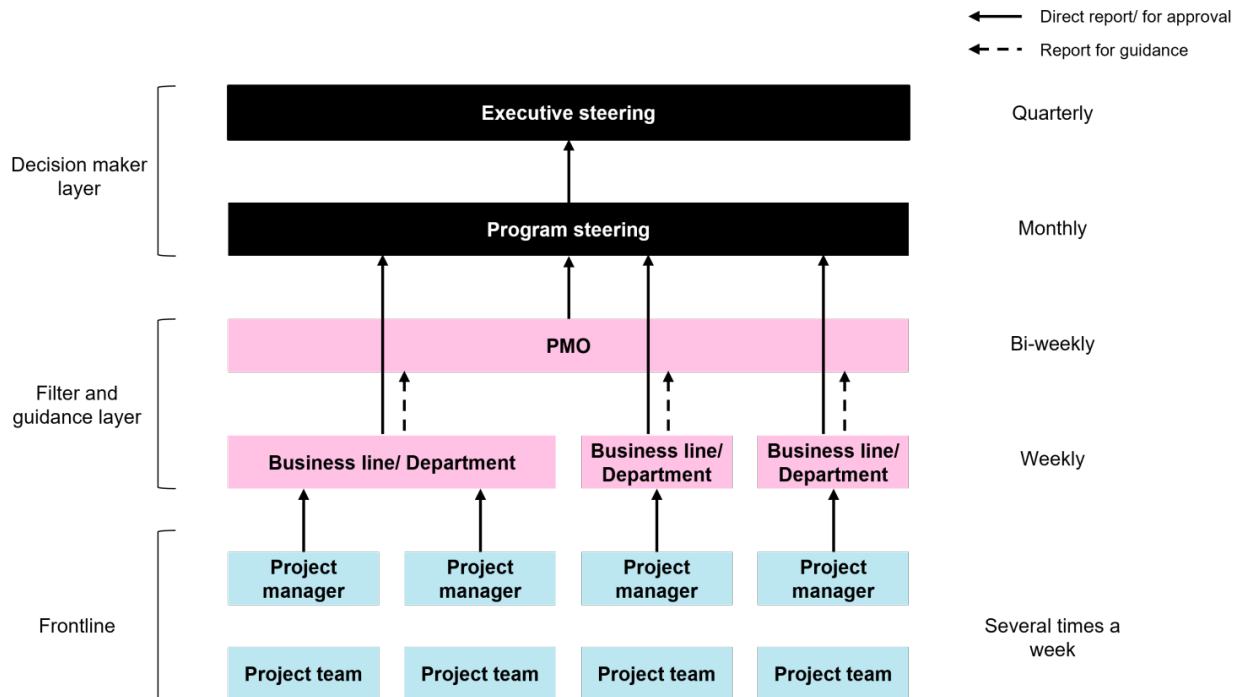 Direct report/ for approval
Report for guidance
Executive steering
Quarterly
Decision maker
layer
Program steering
Monthly
PMO
Bi-weekly
Filter and
guidance layer
Business line/ Department
Business line/
Department
Business line/
Department
Weekly
Project
manager
Project
manager
Project
manager
Project
manager
Frontline
Several times a
week
Project team
Project team
Project team
Project team